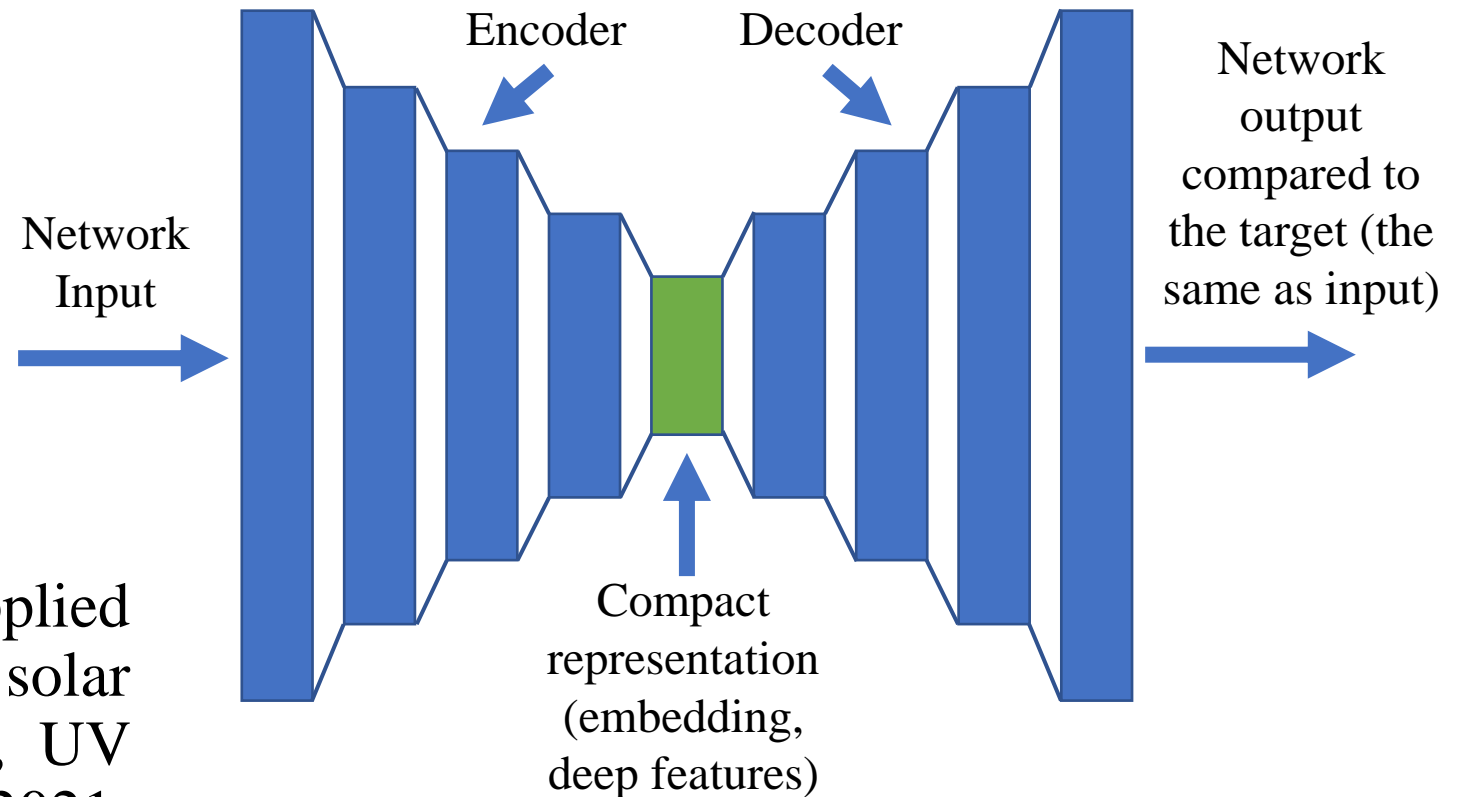 Encoder
Decoder
Network
output
compared to
the target (the
same as input)
Network
Input
Compact
representation
(embedding,
deep features)
solar
UV